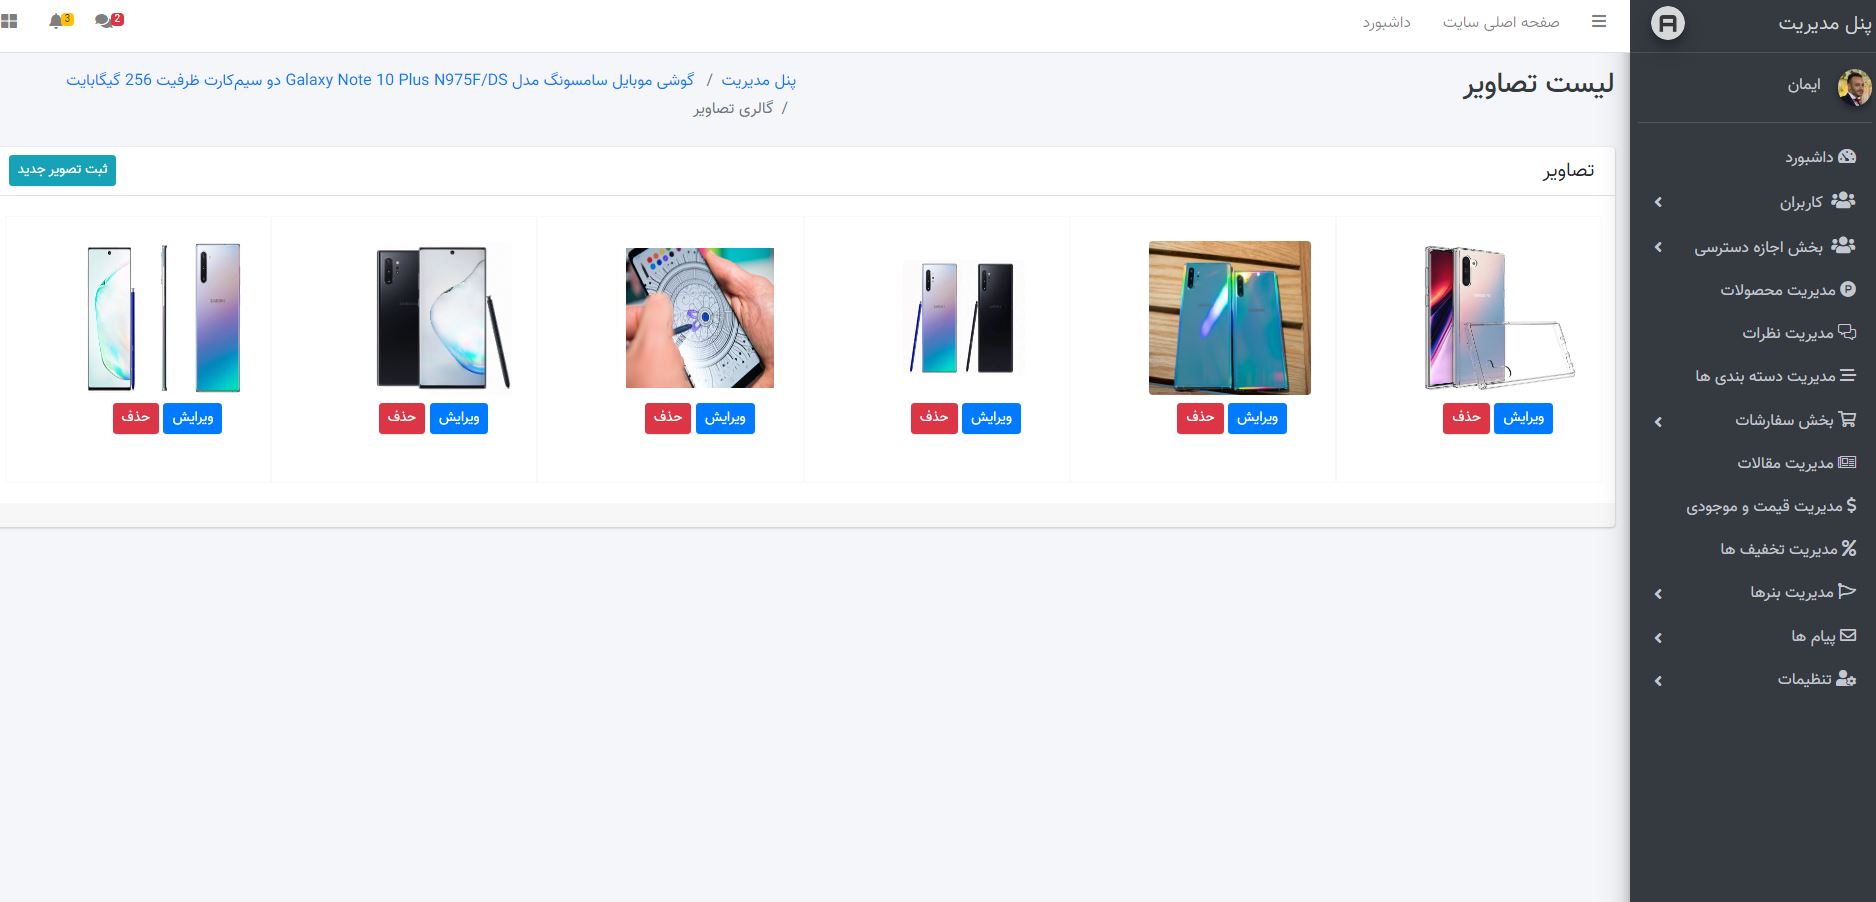 پنل مدیریت
ایمان
داشبورد
کاربران
بخش اجازه دسترسی
مدیریت محصولات
مدیریت نظرات
مدیریت دسته بندی ها
بخش سفارشات
مدیریت مقالات
مدیریت قیمت و موجودی
مدیریت تخفیف ها
مدیریت بنرها
پیام ها
تنظیمات
صفحه اصلی سایت
داشبورد
2
3
لیست تصاویر
پنل مدیریت / گوشی موبایل سامسونگ مدل Galaxy Note 10 Plus N975F/DS دو سیم‌کارت ظرفیت 256 گیگابایت
/ گالری تصاویر
تصاویر
ثبت تصویر جدید
ویرایش حذف
ویرایش حذف
ویرایش حذف
ویرایش حذف
ویرایش حذف
ویرایش حذف